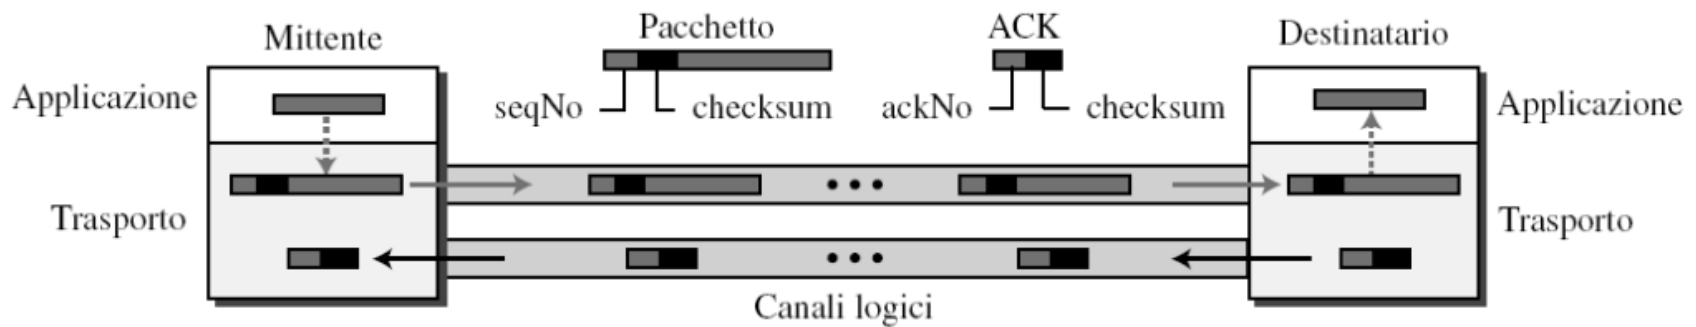 Mittente
Pacchetto
ACK
Destinatario
Applicazione
seqNo
checksum
ackNo
checksum
Applicazione
Trasporto
Trasporto
Canali logici